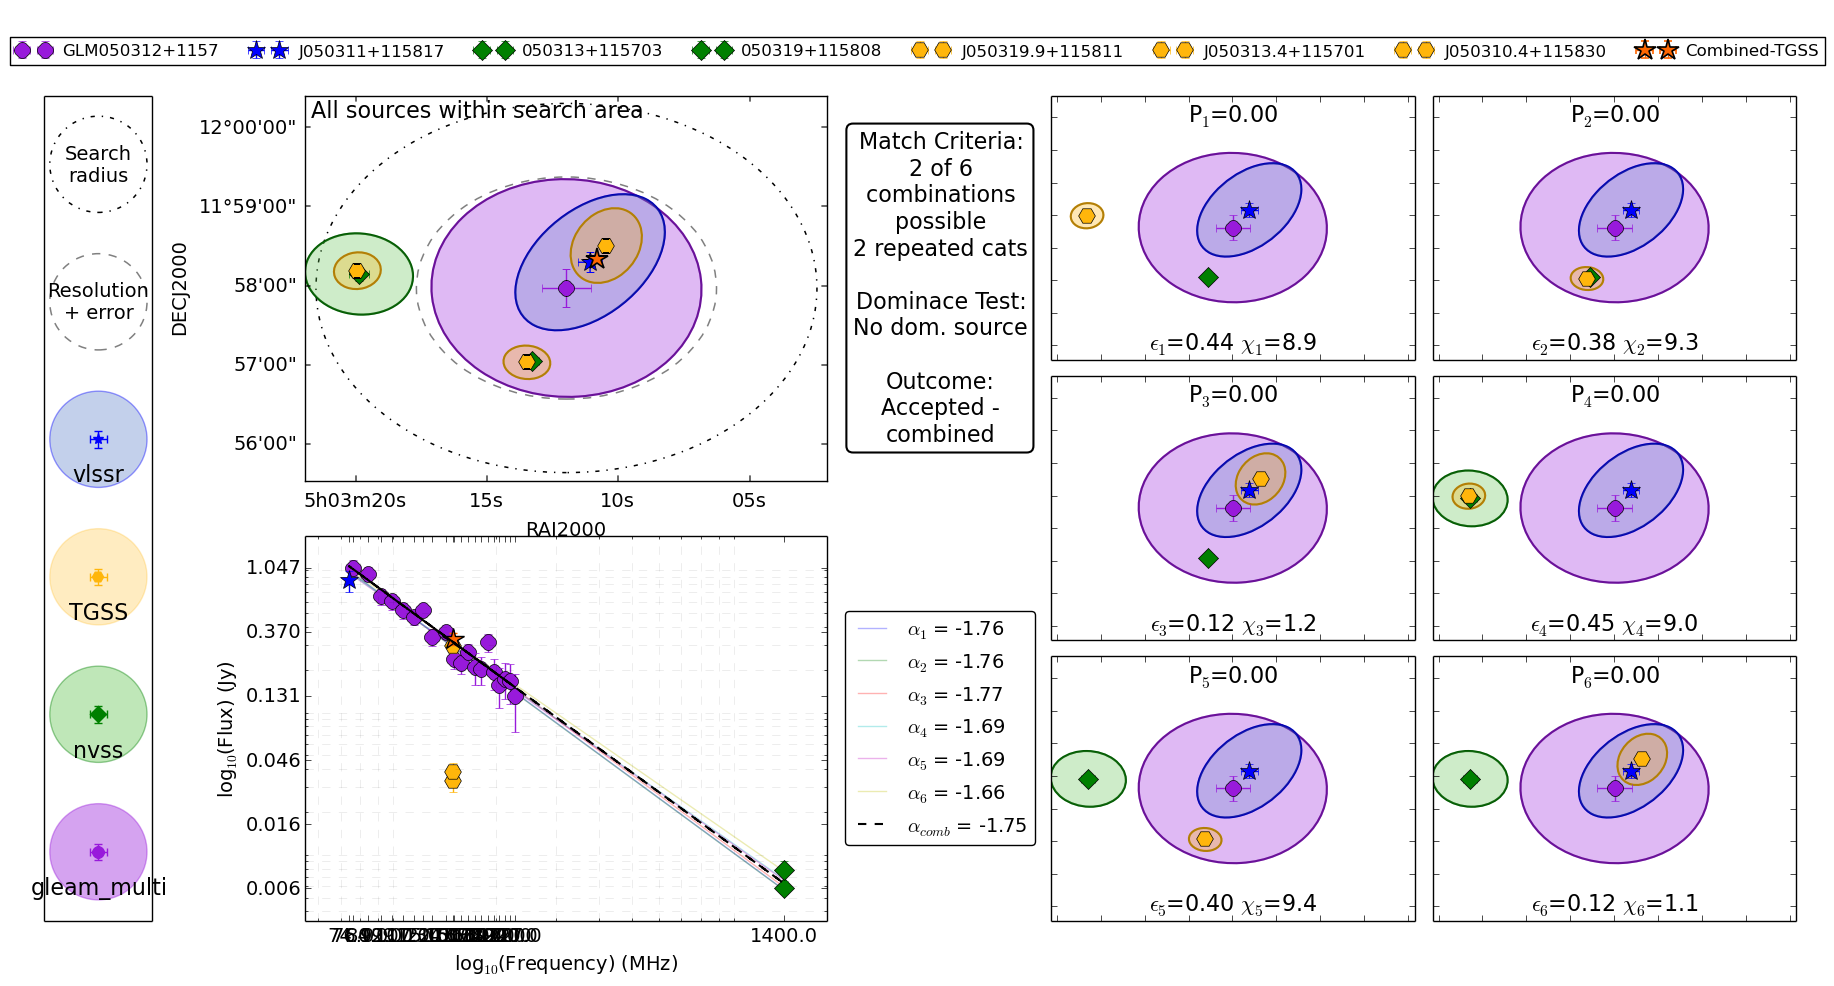 GLM050312+1157 J050311+115817 050313+115703 050319+115808 J050319.9+115811 J050313.4+115701 J050310.4+115830 Combined-TGSS
Search
radius
Resolution
+ error
vlssr
TGSS
nvss
gleam_multi
All sources within search area
DECJ2000
12°00'00"
11°59'00"
58'00"
57'00"
56'00"
5h03m20s 15s 10s 05s
RAJ2000
Match Criteria:
2 of 6
combinations
possible
2 repeated cats
Dominace Test:
No dom. source
Outcome:
Accepted -
combined
log10(Flux) (Jy)
1.047
0.370
0.131
0.046
0.016
0.006
1400.0
log10(Frequency) (MHz)
α1 = -1.76
α2 = -1.76
α3 = -1.77
α4 = -1.69
α5 = -1.69
α6 = -1.66
αcomb = -1.75
P1=0.00
ϵ1=0.44 χ1=8.9
P2=0.00
ϵ2=0.38 χ2=9.3
P3=0.00
ϵ3=0.12 χ3=1.2
P4=0.00
ϵ4=0.45 χ4=9.0
P5=0.00
ϵ5=0.40 χ5=9.4
P6=0.00
ϵ6=0.12 χ6=1.1